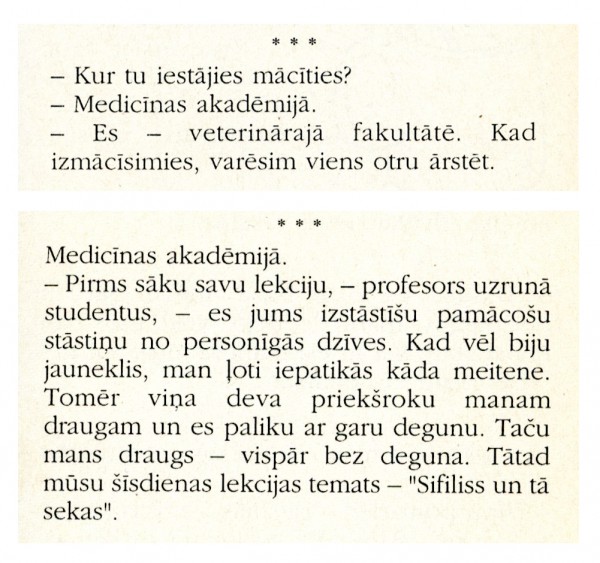 * * *
– Kur tu iestājies mācīties?
– Medicīnas akadēmijā.
– Es – veterinārajā fakultātē. Kad
izmācīsimies, varēsim viens otru ārstēt.
* * *
Medicīnas akadēmijā.
– Pirms sāku savu lekciju, – profesors uzrunā
studentus, – es jums izstāstīšu pamācošu
stāstiņu no personīgās dzīves. Kad vēl biju
jauneklis, man ļoti iepatikās kāda meitene.
Tomēr viņa deva priekšroku manam
draugam un es paliku ar garu degunu. Taču
mans draugs – vispār bez deguna. Tātad
mūsu šīsdienas lekcijas temats – "Sifiliss un tā
sekas".